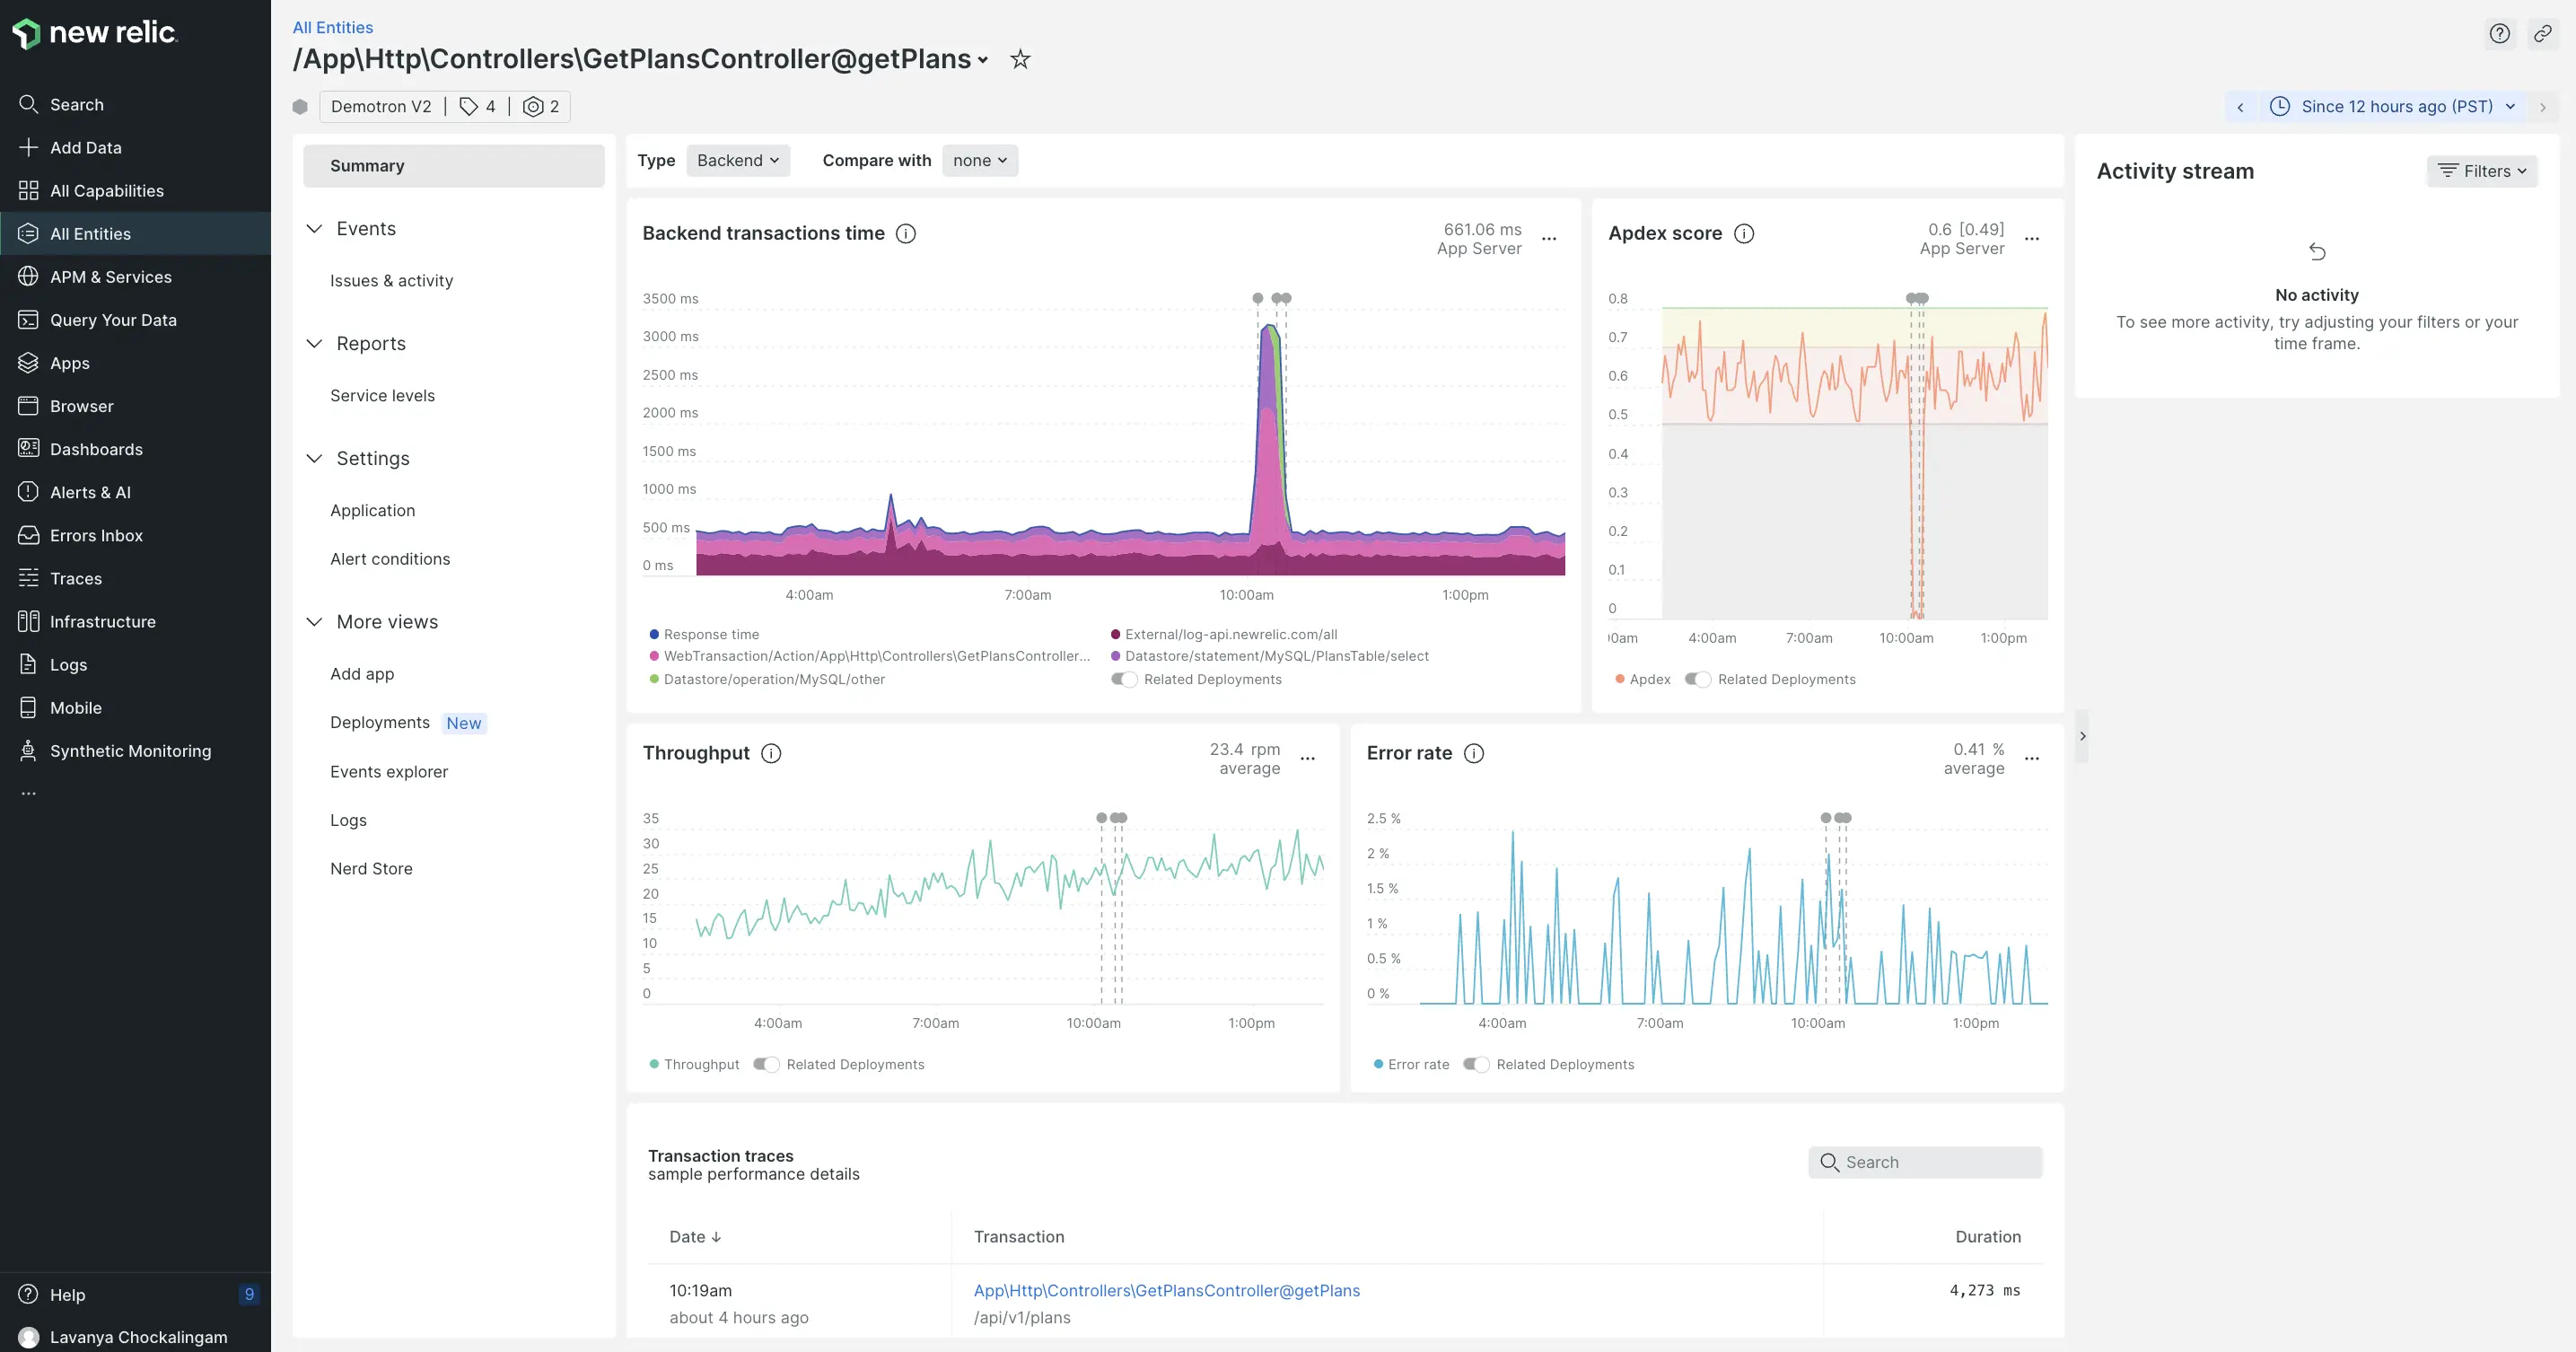 new relic
Search
Add Data
All Capabilities
All Entities
APM & Services
Query Your Data
Apps
Browser
Dashboards
Alerts & AI
Errors Inbox
Traces
Infrastructure
Logs
Mobile
Synthetic Monitoring
...
Help 9
Lavanya Chockalingam
All Entities
/App\Http\Controllers\GetPlansController@getPlans
Demotron V2 | 4 | 2
Since 12 hours ago (PST)
Summary
Events
Issues & activity
Reports
Service levels
Settings
Application
Alert conditions
More views
Add app
Deployments New
Events explorer
Logs
Nerd Store
Type Backend Compare with none
Backend transactions time
661.06 ms
App Server
...
3500 ms
3000 ms
2500 ms
2000 ms
1500 ms
1000 ms
500 ms
0 ms
4:00am 7:00am 10:00am 1:00pm
Response time
External/log-api.newrelic.com/all
WebTransaction/Action/App\Http\Controllers\GetPlansController...
Datastore/statement/MySQL/PlansTable/select
Datastore/operation/MySQL/other
Related Deployments
Apdex score
0.6 [0.49]
App Server
...
0.8
0.7
0.6
0.5
0.4
0.3
0.2
0.1
0
0am 4:00am 7:00am 10:00am 1:00pm
Apdex Related Deployments
Throughput
23.4 rpm
average
...
35
30
25
20
15
10
5
0
4:00am 7:00am 10:00am 1:00pm
Throughput Related Deployments
Error rate
0.41 %
average
...
2.5 %
2 %
1.5 %
1 %
0.5 %
0 %
4:00am 7:00am 10:00am 1:00pm
Error rate Related Deployments
Transaction traces
sample performance details
Search
Date ↓ Transaction Duration
10:19am App\Http\Controllers\GetPlansController@getPlans 4,273 ms
about 4 hours ago /api/v1/plans
Activity stream
Filters
No activity
To see more activity, try adjusting your filters or your
time frame.